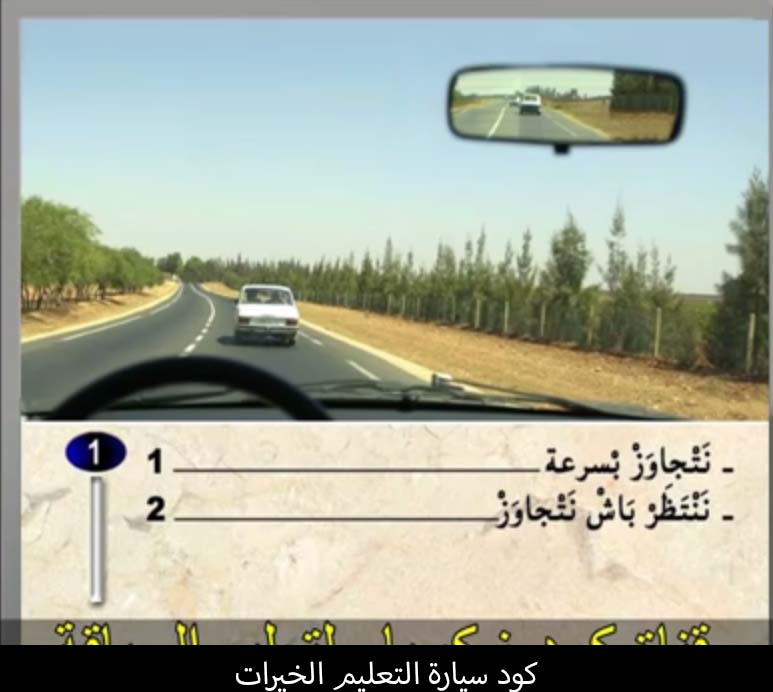 1
- نَتْجاوَزْ بْسرعة 1
- نَنْتَظَرْ بَاشْ نَتْجاوَزْ 2
كود سيارة التعليم الخيرات